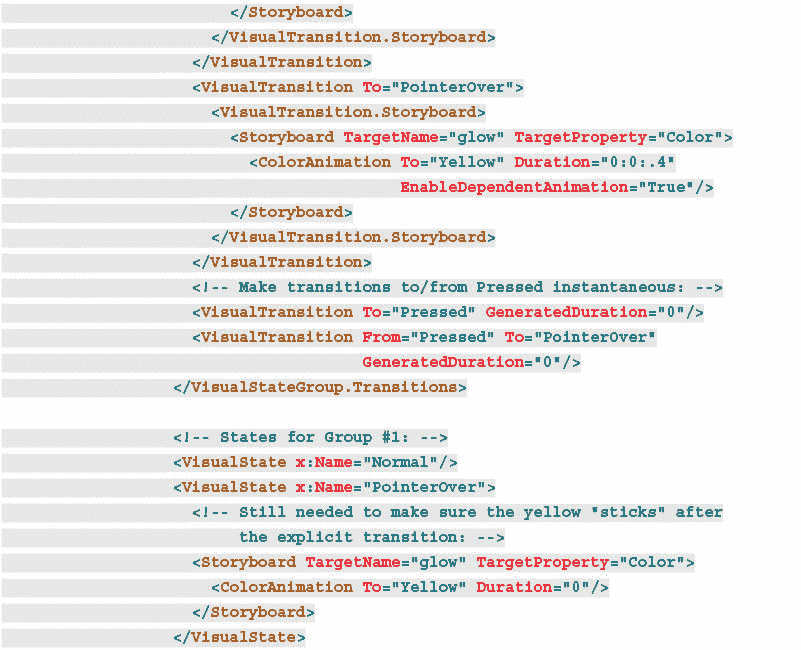 </Storyboard>
</VisualTransition.Storyboard>
</VisualTransition>
<VisualTransition To="PointerOver">
<VisualTransition.Storyboard>
<Storyboard TargetName="glow" TargetProperty="Color">
<ColorAnimation To="Yellow" Duration="0:0:.4"
EnableDependentAnimation="True"/>
</Storyboard>
</VisualTransition.Storyboard>
</VisualTransition>
<!-- Make transitions to/from Pressed instantaneous: -->
<VisualTransition To="Pressed" GeneratedDuration="0"/>
<VisualTransition From="Pressed" To="PointerOver"
GeneratedDuration="0"/>
</VisualStateGroup.Transitions>
<!-- States for Group #1: -->
<VisualState x:Name="Normal"/>
<VisualState x:Name="PointerOver">
<!-- Still needed to make sure the yellow "sticks" after
the explicit transition: -->
<Storyboard TargetName="glow" TargetProperty="Color">
<ColorAnimation To="Yellow" Duration="0"/>
</Storyboard>
</VisualState>